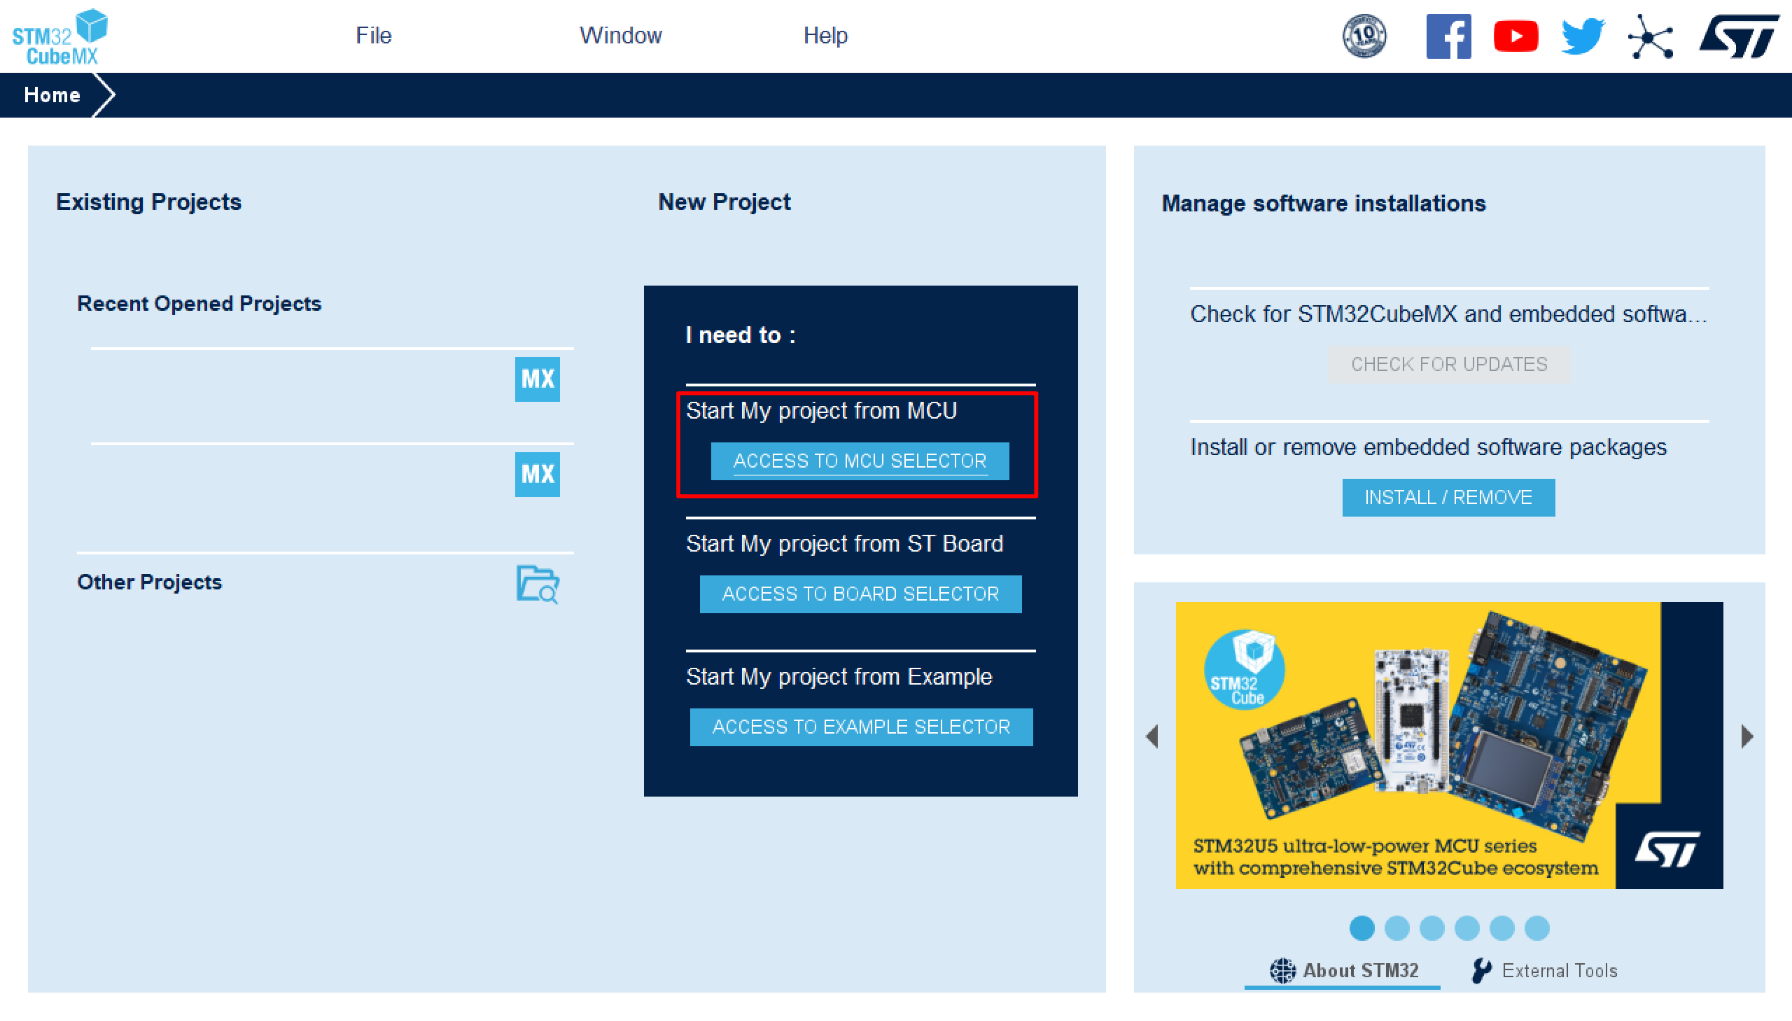 STM32
CubeMX
File
Window
Help
10
Home
Existing Projects
Recent Opened Projects
MX
MX
Other Projects
New Project
I need to :
Start My project from MCU
ACCESS TO MCU SELECTOR
Start My project from ST Board
ACCESS TO BOARD SELECTOR
Start My project from Example
ACCESS TO EXAMPLE SELECTOR
Manage software installations
Check for STM32CubeMX and embedded softwa...
CHECK FOR UPDATES
Install or remove embedded software packages
INSTALL / REMOVE
STM32
Cube
STM32U5 ultra-low-power MCU series
with comprehensive STM32Cube ecosystem
ST
About STM32
External Tools